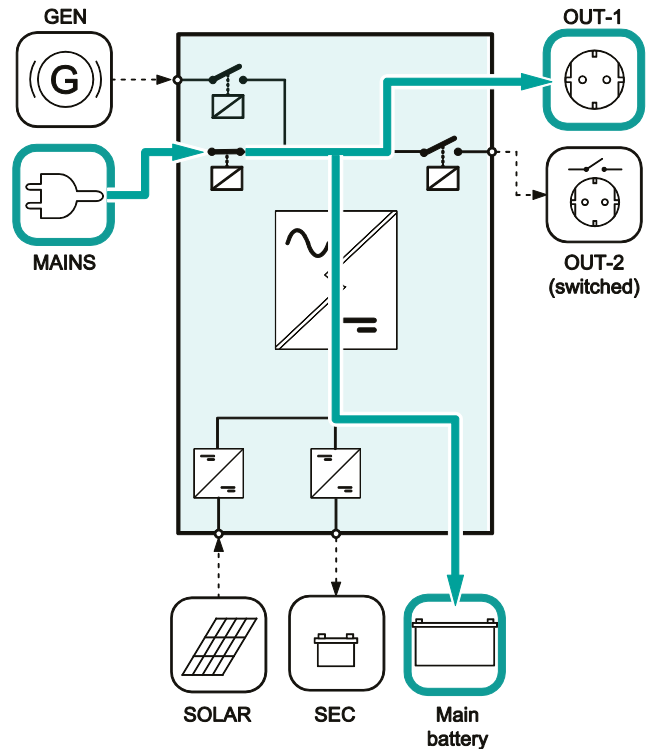 GEN
OUT-1
G
MAINS
OUT-2
(switched)
SOLAR
SEC
Main
battery